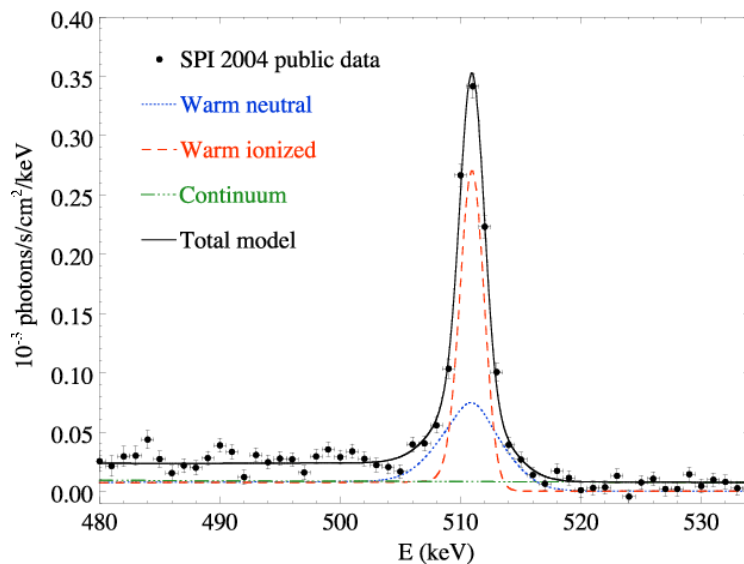 0.40
0.35
0.30
0.25
0.20
0.15
0.10
0.05
0.00
10⁻³ photons/s/cm²/keV
SPI 2004 public data
Warm neutral
Warm ionized
Continuum
Total model
480 490 500 510 520 530
E (keV)